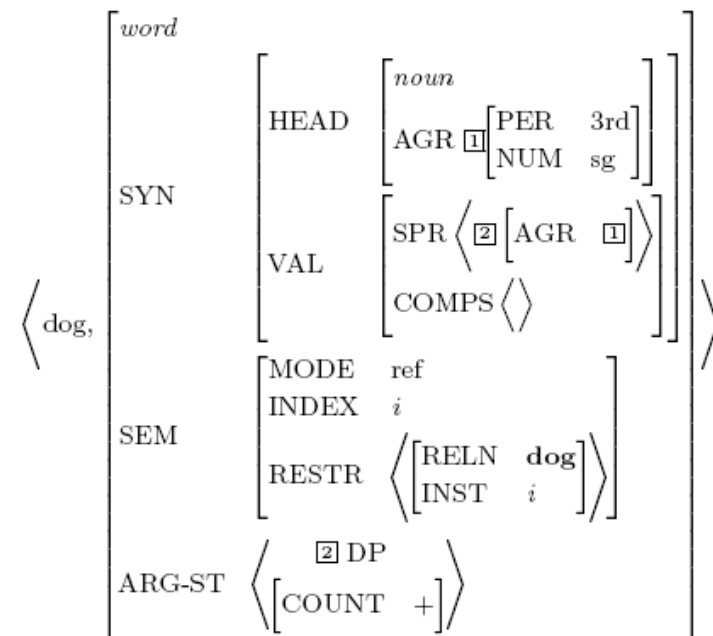 word
noun
HEAD
PER 3rd
AGR 1
NUM sg
SYN
SPR ⟨ 2 [AGR 1] ⟩
VAL
COMPS ⟨⟩
⟨ dog,
MODE ref
INDEX i
SEM
RELN dog
RESTR
INST i
2 DP
ARG-ST
COUNT +